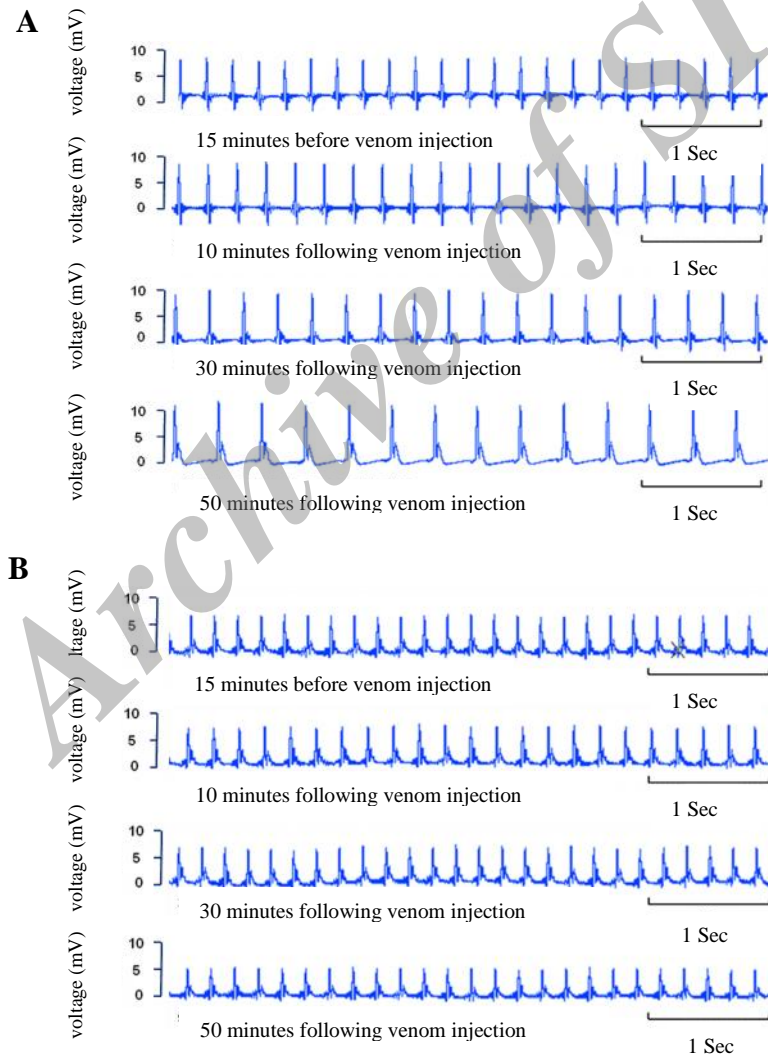 A
voltage (mV)
10
5
0
15 minutes before venom injection
1 Sec
voltage (mV)
10
5
0
10 minutes following venom injection
1 Sec
voltage (mV)
10
5
0
30 minutes following venom injection
1 Sec
voltage (mV)
10
5
0
50 minutes following venom injection
1 Sec
B
ltage (mV)
10
5
0
15 minutes before venom injection
1 Sec
voltage (mV)
10
5
0
10 minutes following venom injection
1 Sec
voltage (mV)
10
5
0
30 minutes following venom injection
1 Sec
voltage (mV)
10
5
0
50 minutes following venom injection
1 Sec
Archive of